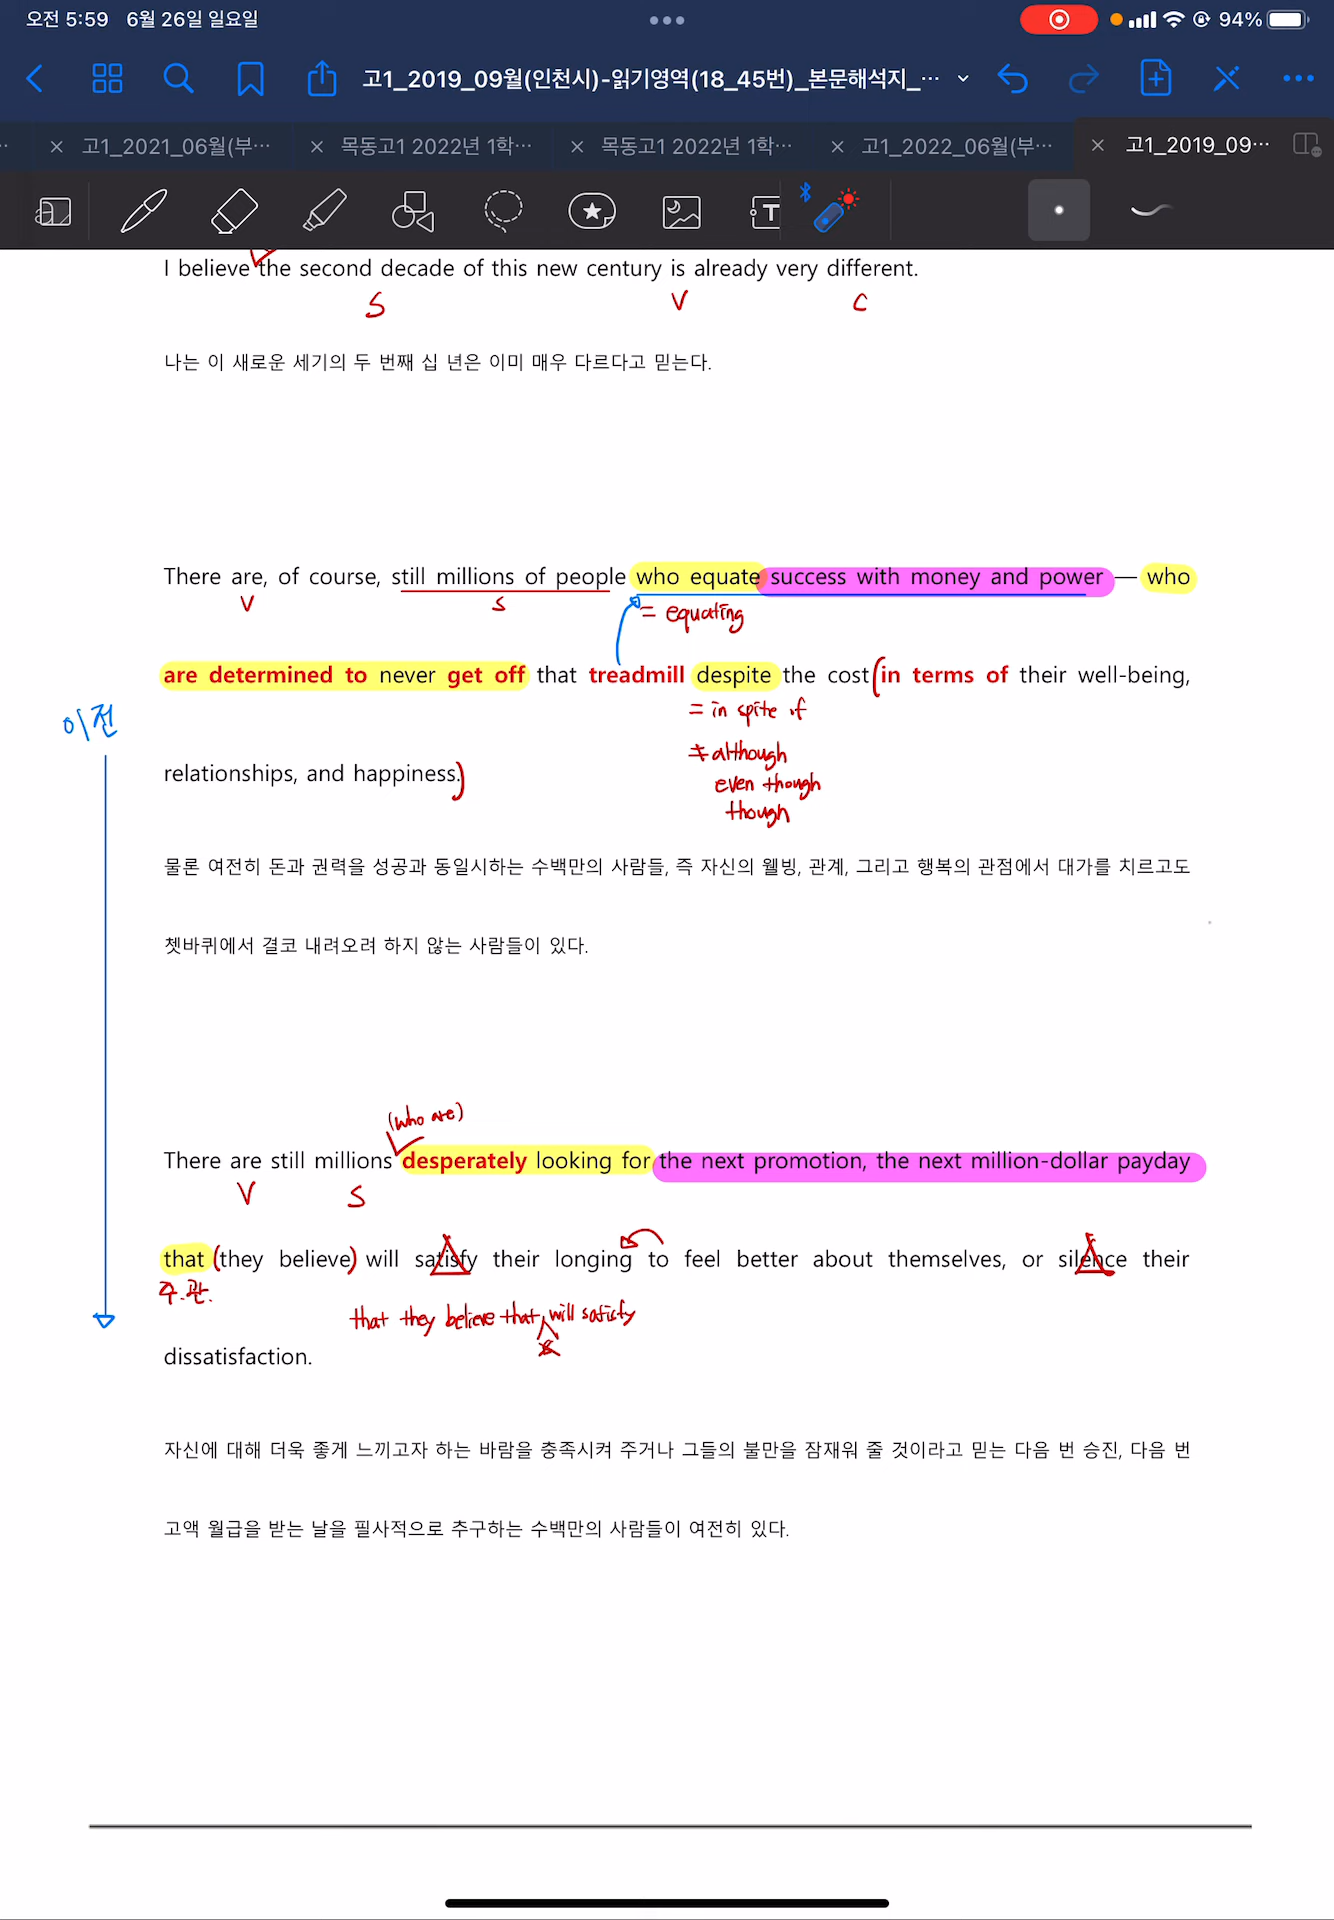 오전 5:59 6월 26일 일요일
94%
고1_2019_09월(인천시)-읽기영역(18_45번)_본문해석지_…
고1_2021_06월(부… 목동고1 2022년 1학… 목동고1 2022년 1학… 고1_2022_06월(부… 고1_2019_09…
T
I believe the second decade of this new century is already very different.
S V C
나는 이 새로운 세기의 두 번째 십 년은 이미 매우 다르다고 믿는다.
There are, of course, still millions of people who equate success with money and power — who
V S = equating
are determined to never get off that treadmill despite the cost (in terms of their well-being,
이전 = in spite of
≠ although
relationships, and happiness.)
even though
though
물론 여전히 돈과 권력을 성공과 동일시하는 수백만의 사람들, 즉 자신의 웰빙, 관계, 그리고 행복의 관점에서 대가를 치르고도
쳇바퀴에서 결코 내려오려 하지 않는 사람들이 있다.
(who are)
There are still millions desperately looking for the next promotion, the next million-dollar payday
V S
that (they believe) will satisfy their longing to feel better about themselves, or silence their
주.관.
that they believe that will satisfy
dissatisfaction.
자신에 대해 더욱 좋게 느끼고자 하는 바람을 충족시켜 주거나 그들의 불만을 잠재워 줄 것이라고 믿는 다음 번 승진, 다음 번
고액 월급을 받는 날을 필사적으로 추구하는 수백만의 사람들이 여전히 있다.